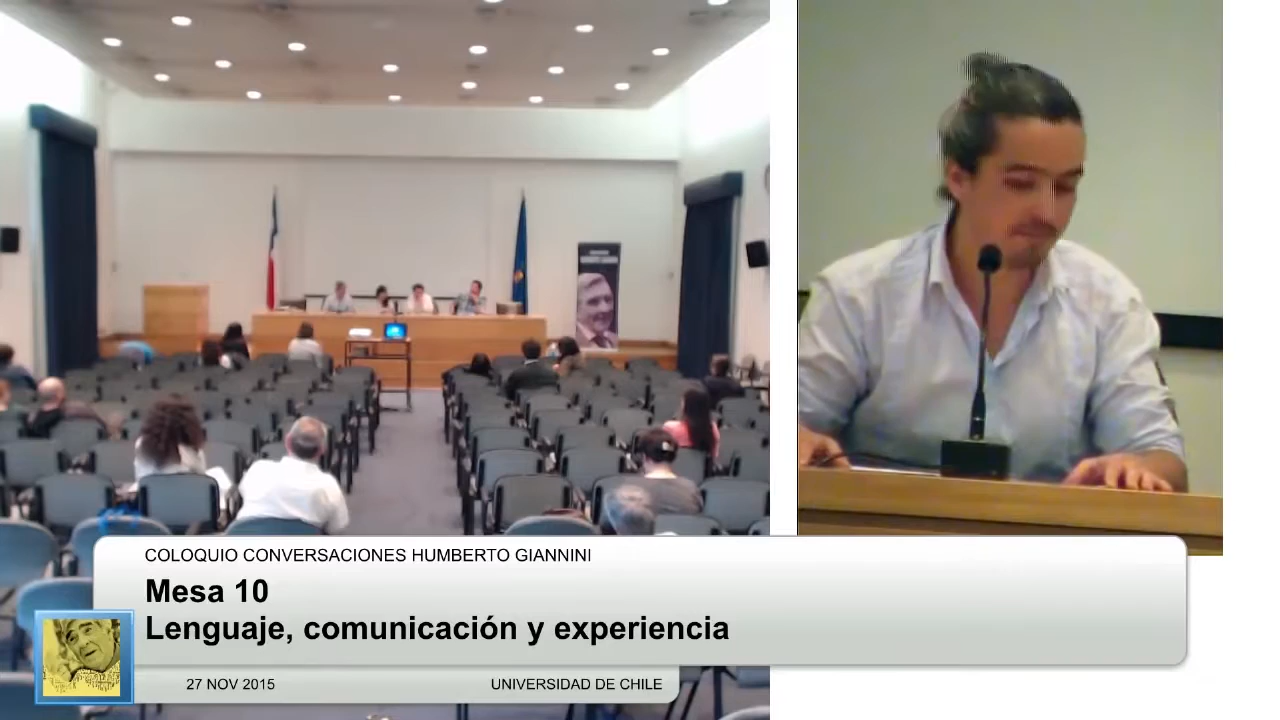 COLOQUIO CONVERSACIONES HUMBERTO GIANNINI
Mesa 10
Lenguaje, comunicación y experiencia
27 NOV 2015
UNIVERSIDAD DE CHILE